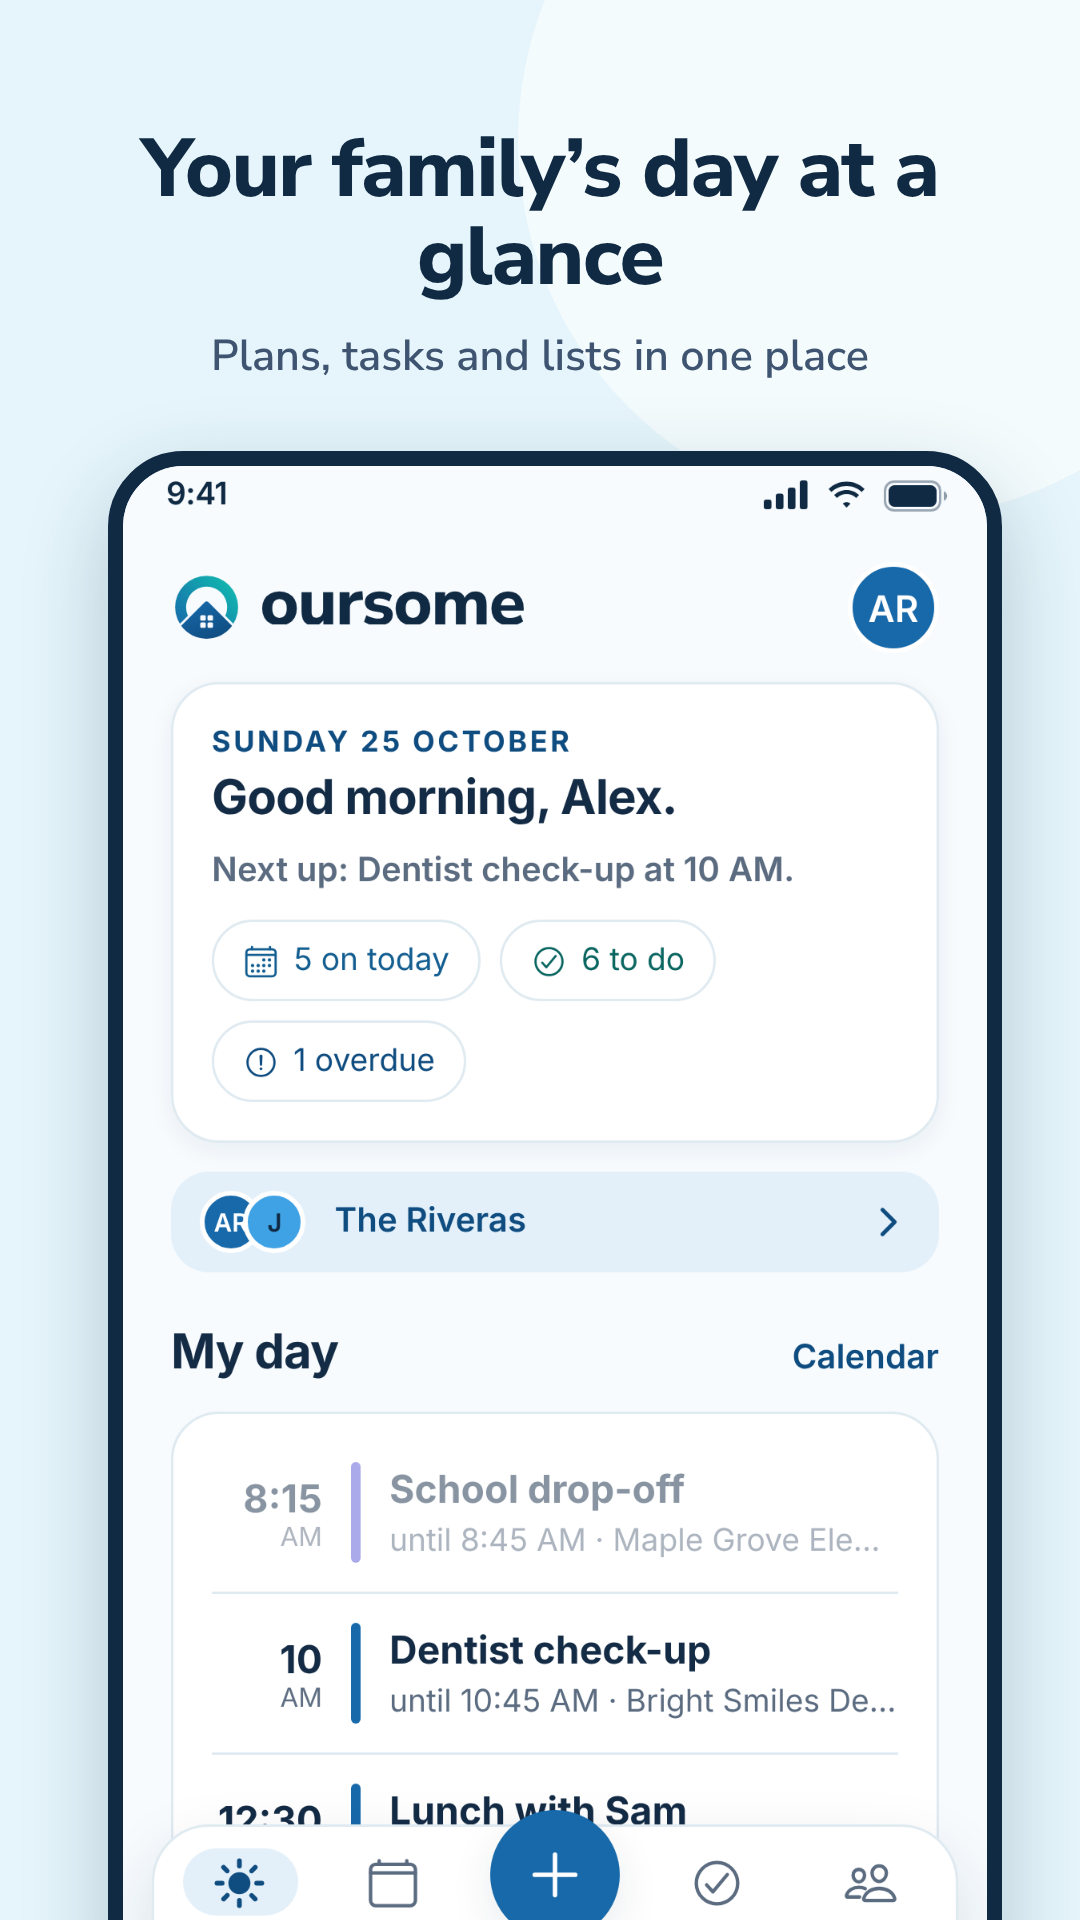 Your family’s day at a
glance
Plans, tasks and lists in one place
9:41
oursome
AR
SUNDAY 25 OCTOBER
Good morning, Alex.
Next up: Dentist check-up at 10 AM.
5 on today
6 to do
1 overdue
AR J The Riveras
My day
Calendar
8:15 School drop-off
AM until 8:45 AM · Maple Grove Ele...
10 Dentist check-up
AM until 10:45 AM · Bright Smiles De...
12:30 Lunch with Sam